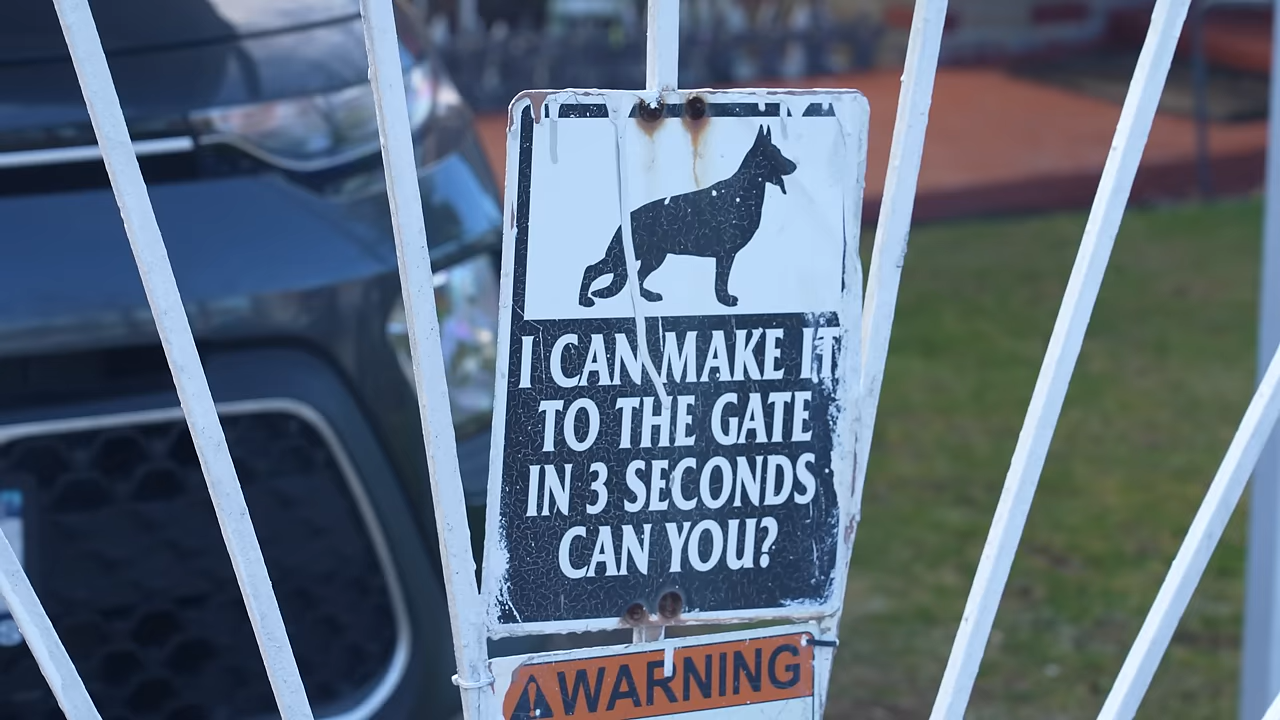 I CAN MAKE IT
TO THE GATE
IN 3 SECONDS
CAN YOU?
WARNING